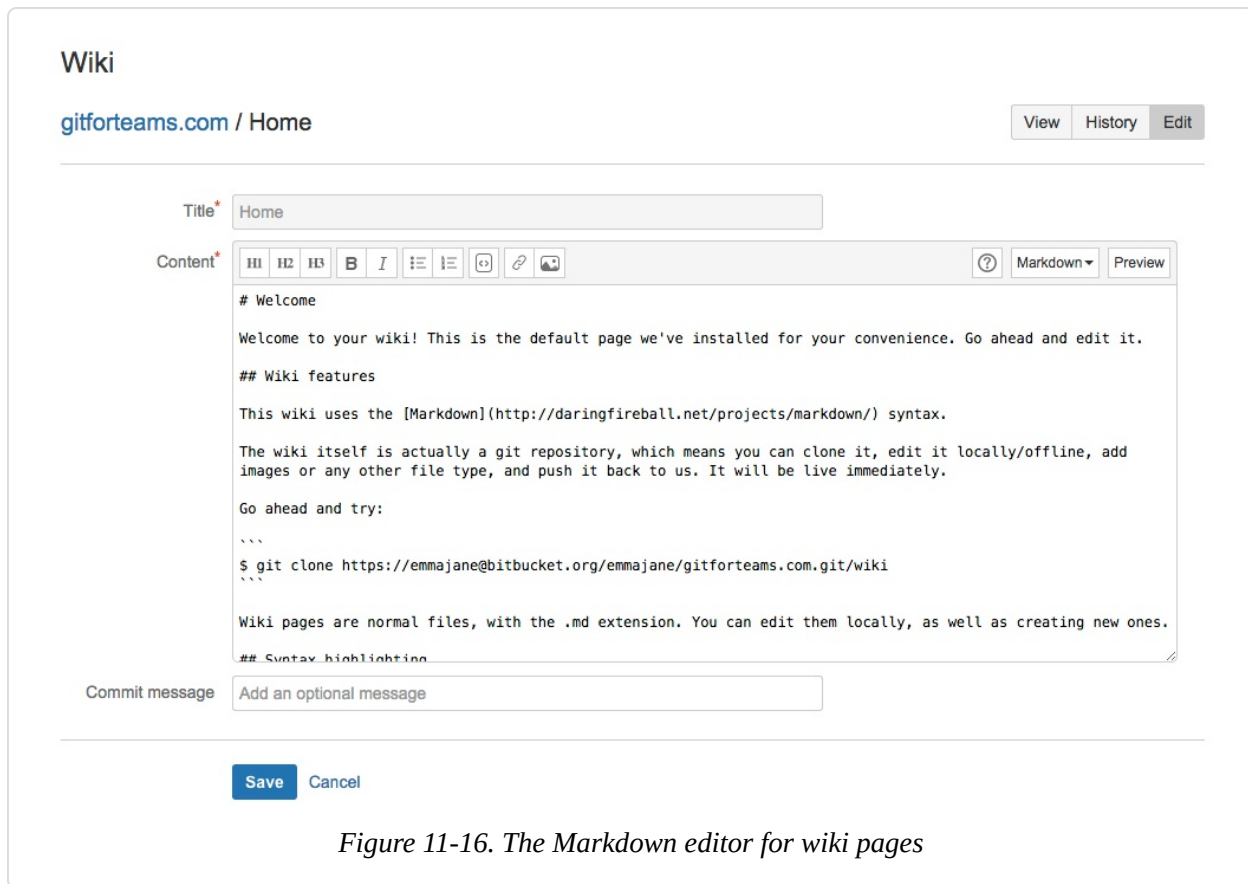 Wiki
gitforteams.com / Home
View History Edit
Title*
Home
Content*
H1 H2 H3 B I
? Markdown Preview
# Welcome
Welcome to your wiki! This is the default page we've installed for your convenience. Go ahead and edit it.
## Wiki features
This wiki uses the [Markdown](http://daringfireball.net/projects/markdown/) syntax.
The wiki itself is actually a git repository, which means you can clone it, edit it locally/offline, add
images or any other file type, and push it back to us. It will be live immediately.
Go ahead and try:
```
$ git clone https://emmajane@bitbucket.org/emmajane/gitforteams.com.git/wiki
```
Wiki pages are normal files, with the .md extension. You can edit them locally, as well as creating new ones.
## Syntax highlighting
Commit message
Add an optional message
Save Cancel
Figure 11-16. The Markdown editor for wiki pages